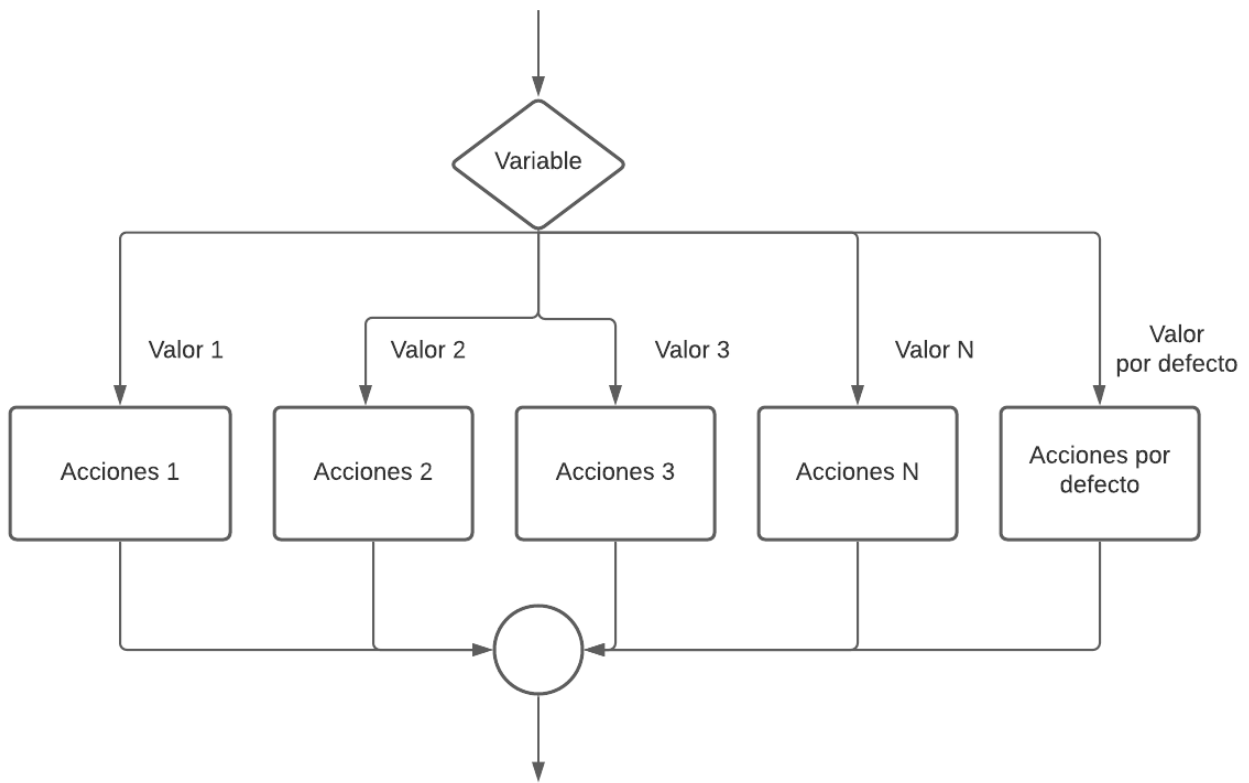 Variable
Valor 1
Valor 2
Valor 3
Valor N
Valor
por defecto
Acciones 1
Acciones 2
Acciones 3
Acciones N
Acciones por
defecto